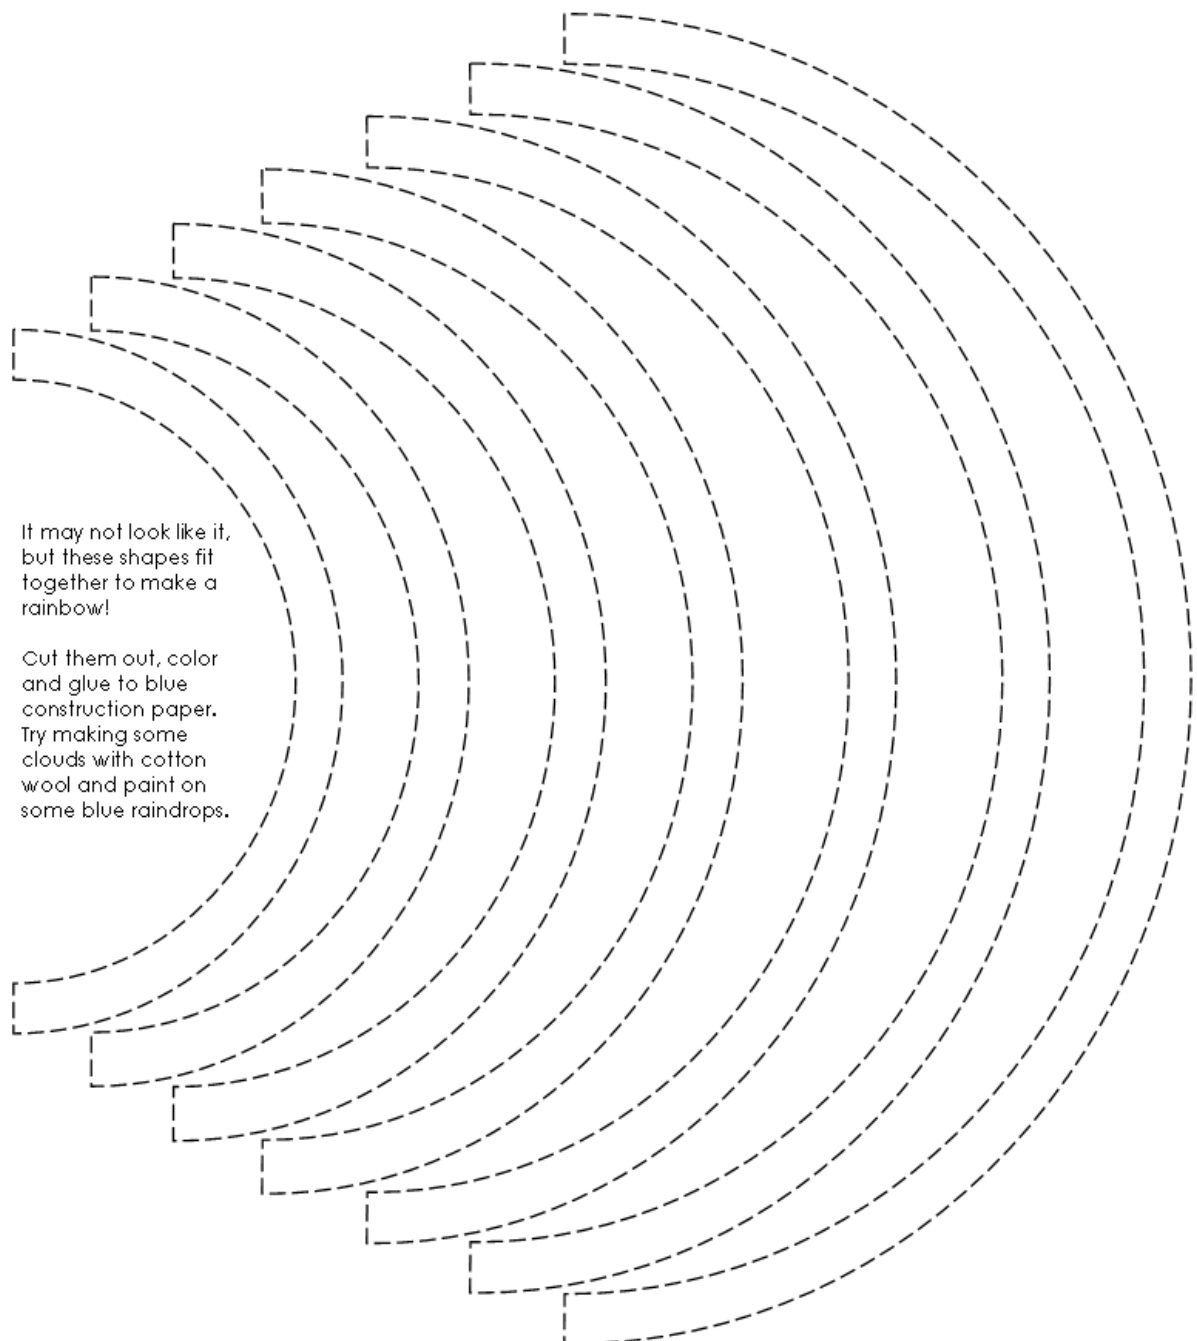 It may not look like it,
but these shapes fit
together to make a
rainbow!
Cut them out, color
and glue to blue
construction paper.
Try making some
clouds with cotton
wool and paint on
some blue raindrops.